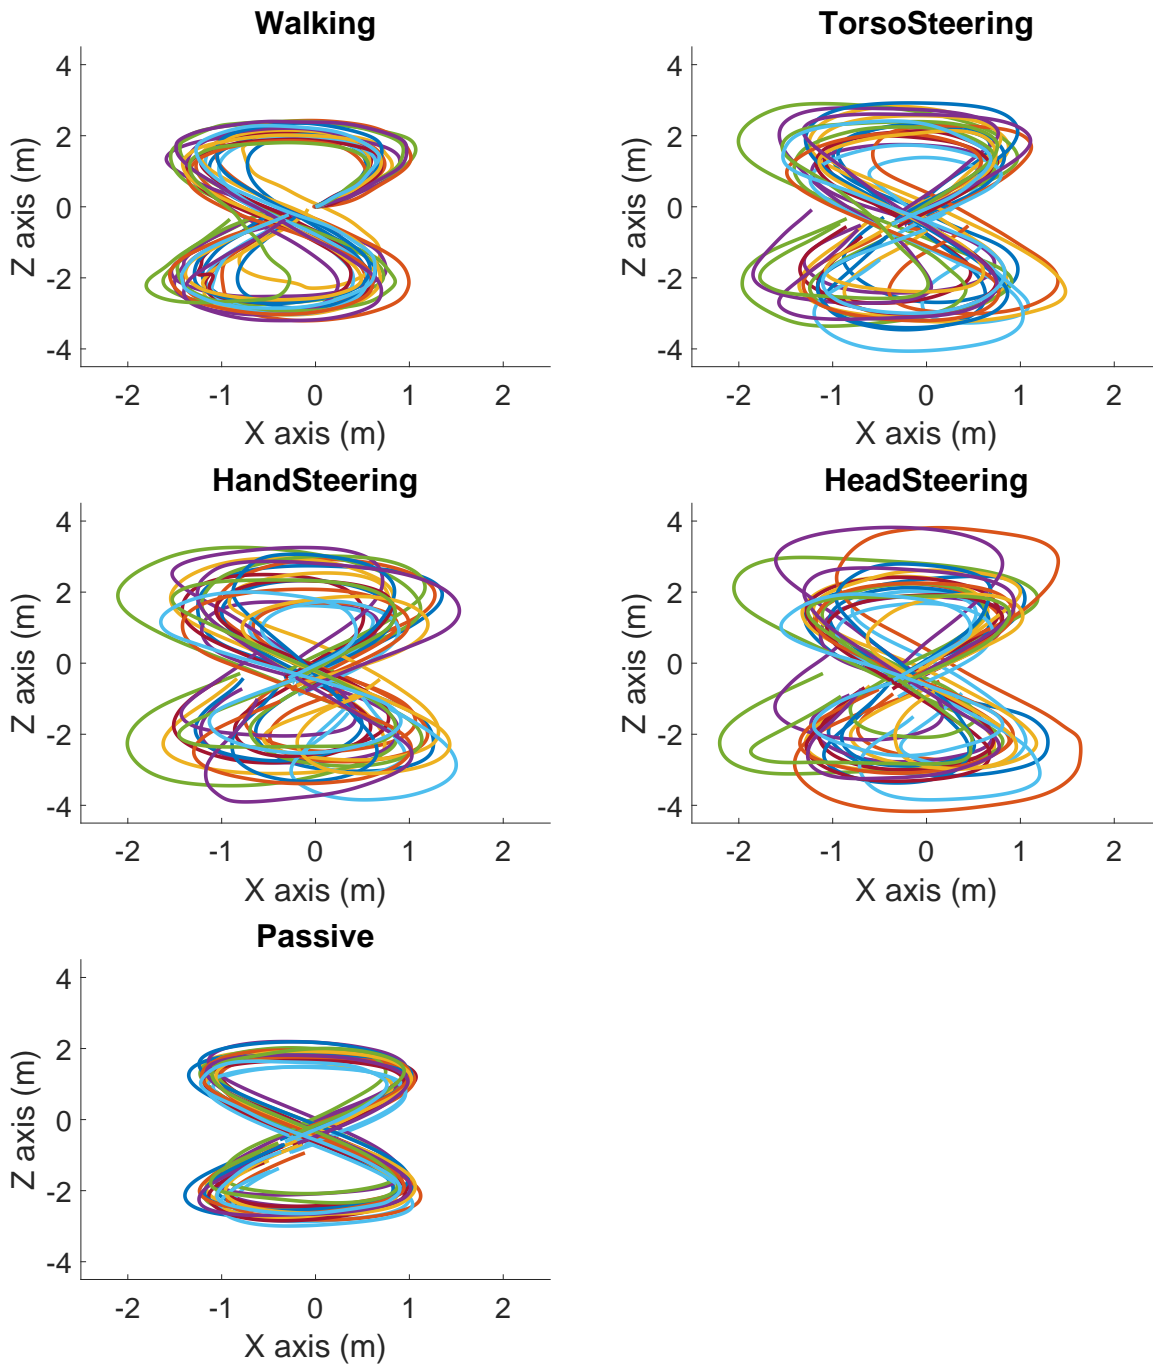 Walking
TorsoSteering
4
2
0
-2
-4
Z axis (m)
-2 -1 0 1 2
X axis (m)
4
2
0
-2
-4
Z axis (m)
-2 -1 0 1 2
X axis (m)
HandSteering
HeadSteering
4
2
0
-2
-4
Z axis (m)
-2 -1 0 1 2
X axis (m)
4
2
0
-2
-4
Z axis (m)
-2 -1 0 1 2
X axis (m)
Passive
4
2
0
-2
-4
Z axis (m)
-2 -1 0 1 2
X axis (m)